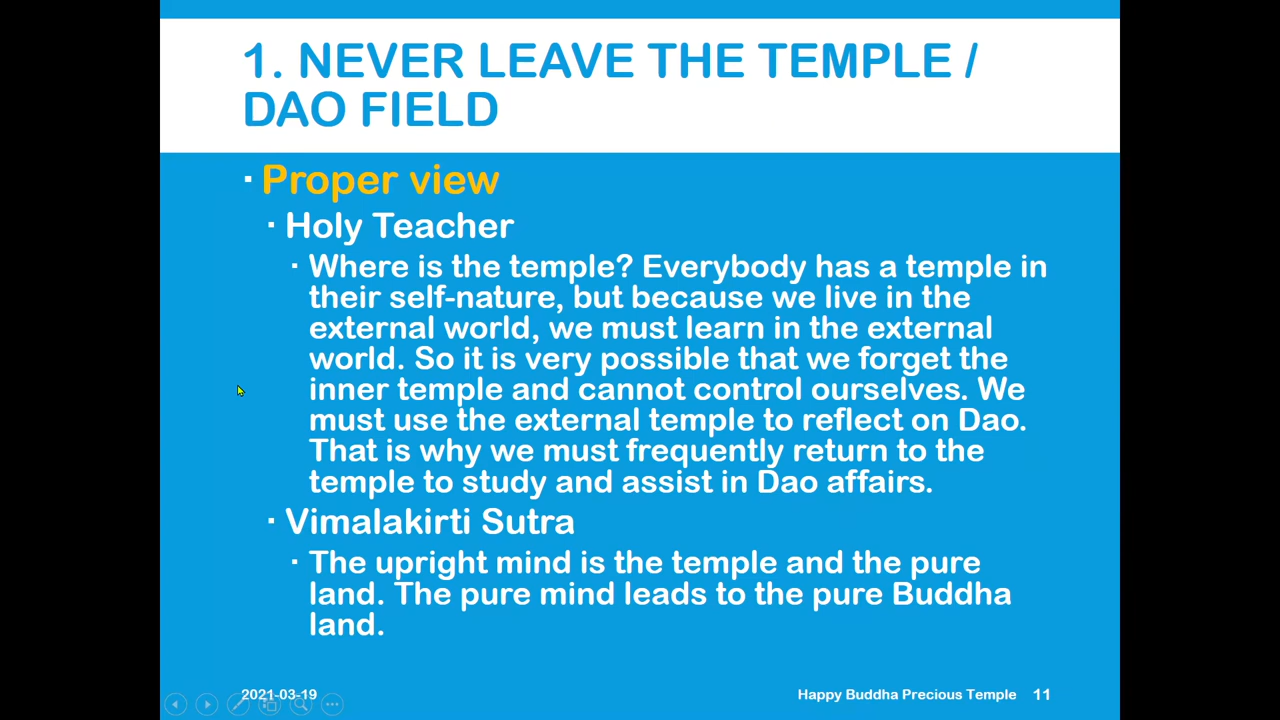 1. NEVER LEAVE THE TEMPLE /
DAO FIELD
▪ Proper view
▪ Holy Teacher
▪ Where is the temple? Everybody has a temple in
their self-nature, but because we live in the
external world, we must learn in the external
world. So it is very possible that we forget the
inner temple and cannot control ourselves. We
must use the external temple to reflect on Dao.
That is why we must frequently return to the
temple to study and assist in Dao affairs.
▪ Vimalakirti Sutra
▪ The upright mind is the temple and the pure
land. The pure mind leads to the pure Buddha
land.
2021-03-19
Happy Buddha Precious Temple 11